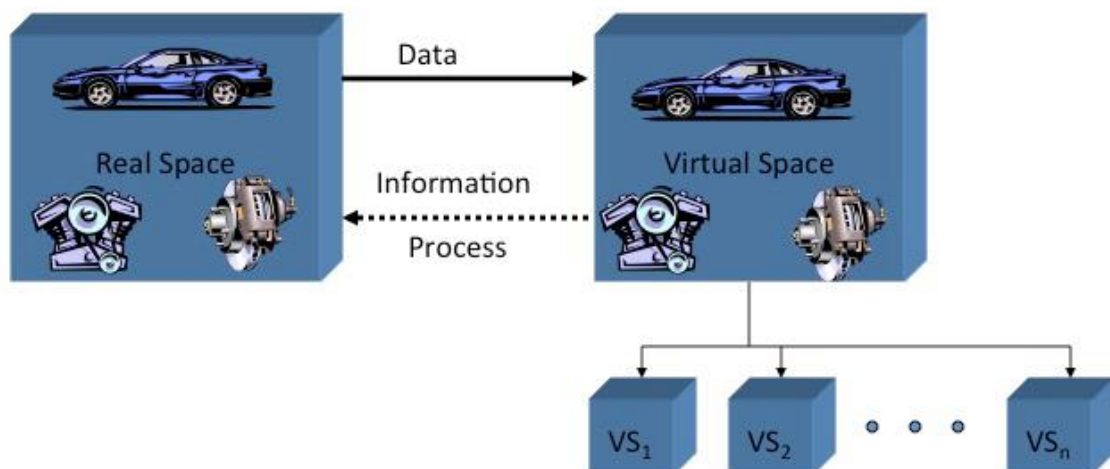 Data
Real Space
Virtual Space
Information
Process
VS₁
VS₂
VSₙ